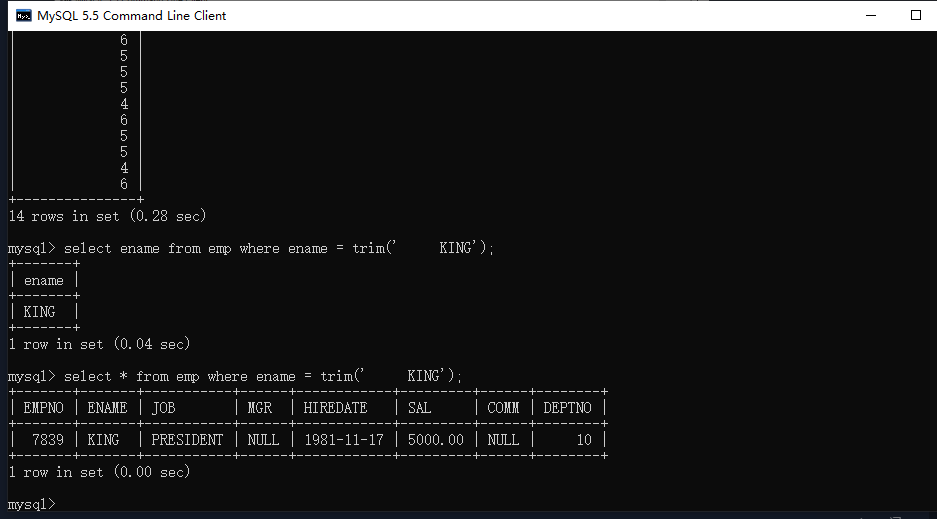 MySQL 5.5 Command Line Client
|             6 |
|             5 |
|             5 |
|             5 |
|             4 |
|             6 |
|             5 |
|             5 |
|             4 |
|             6 |
+---------------+
14 rows in set (0.28 sec)
mysql> select ename from emp where ename = trim('     KING');
+-------+
| ename |
+-------+
| KING  |
+-------+
1 row in set (0.04 sec)
mysql> select * from emp where ename = trim('     KING');
+-------+-------+-----------+------+------------+---------+------+--------+
| EMPNO | ENAME | JOB       | MGR  | HIREDATE   | SAL     | COMM | DEPTNO |
+-------+-------+-----------+------+------------+---------+------+--------+
|  7839 | KING  | PRESIDENT | NULL | 1981-11-17 | 5000.00 | NULL |     10 |
+-------+-------+-----------+------+------------+---------+------+--------+
1 row in set (0.00 sec)
mysql>